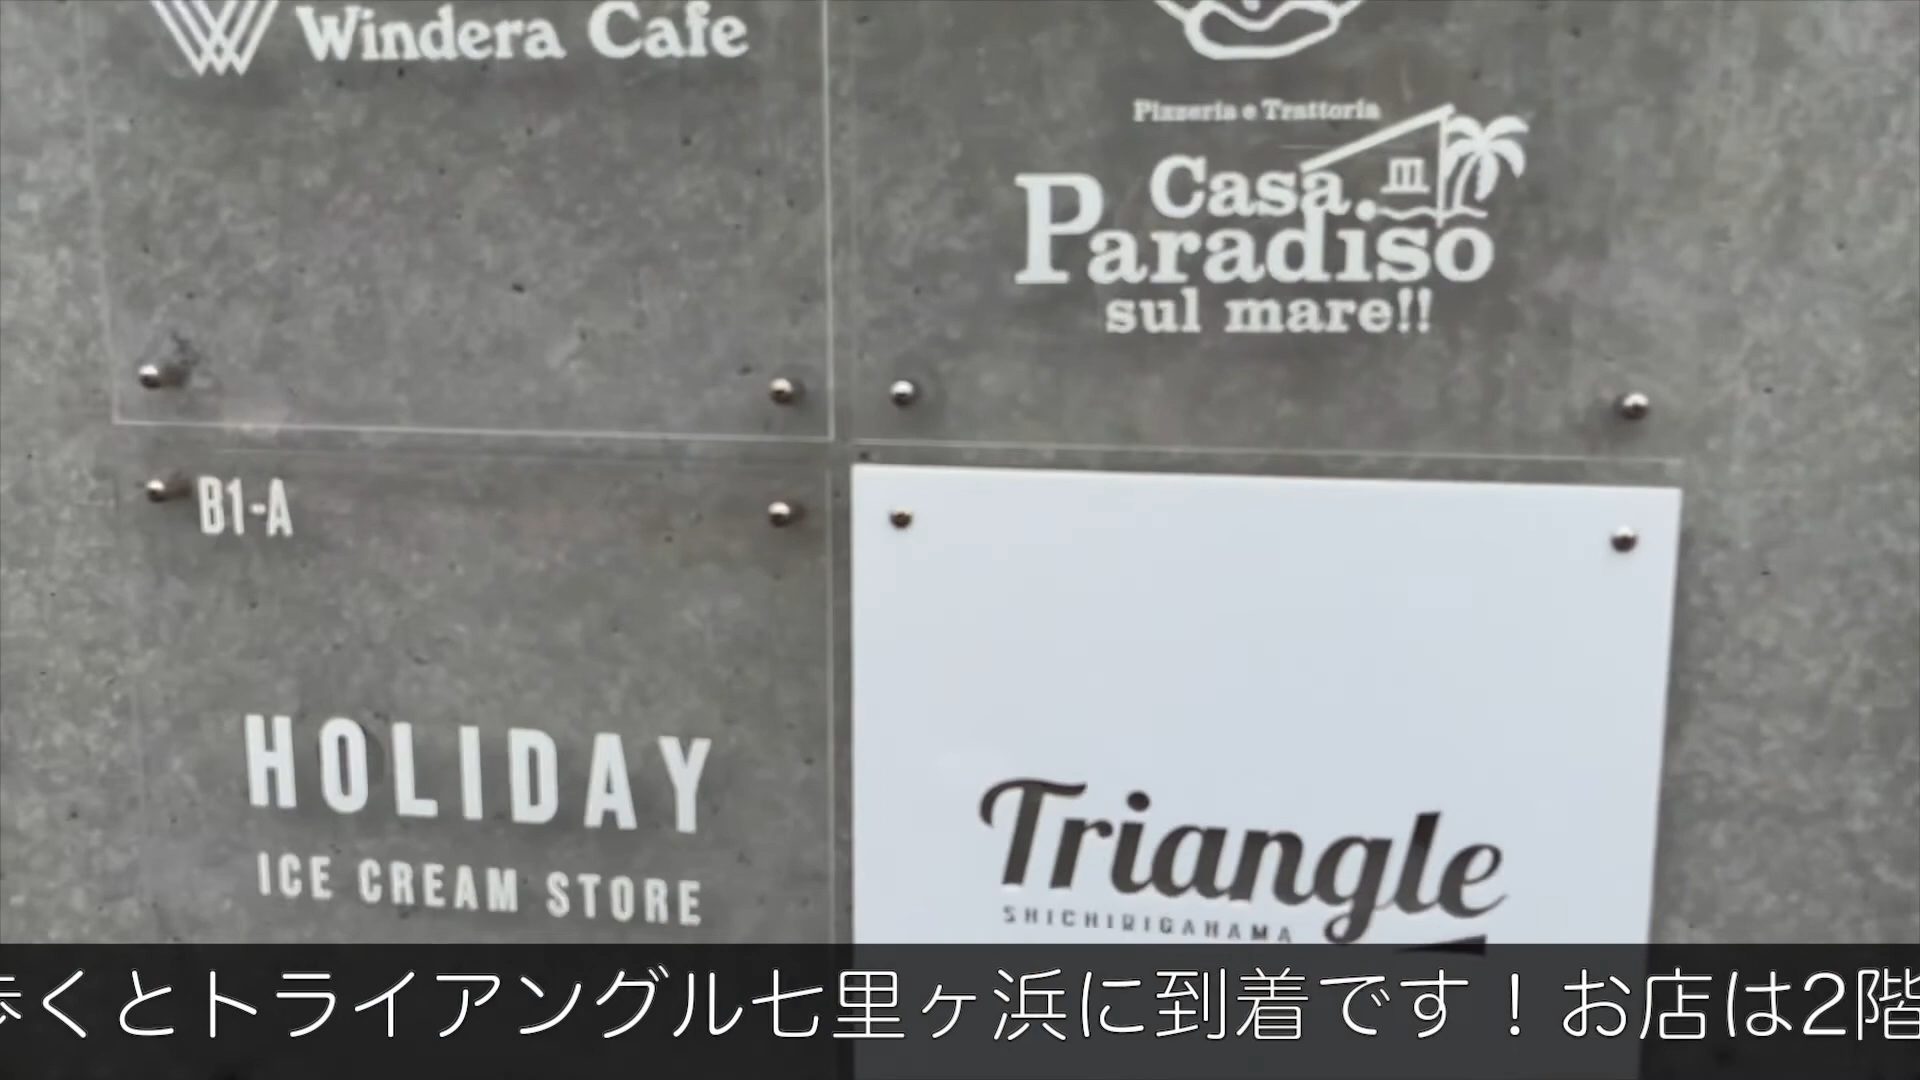 Windera Cafe
Pizzeria e Trattoria
Casa
Paradiso
sul mare!!
B1-A
HOLIDAY
ICE CREAM STORE
Triangle
SHICHIRIGAHAMA
歩くとトライアングル七里ヶ浜に到着です！お店は2階